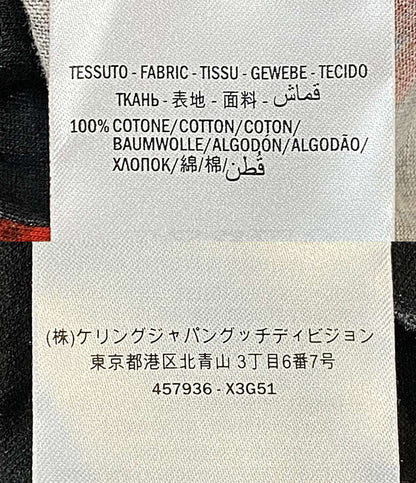 TESSUTO - FABRIC - TISSU - GEWEBE - TECIDO
ТКАНЬ - 表地 - 面料 - قماش
100% COTONE/COTTON/COTON/
BAUMWOLLE/ALGODÓN/ALGODÃO/
ХЛОПОК/綿/棉/قُطن
(株)ケリングジャパングッチディビジョン
東京都港区北青山 3丁目6番7号
457936 - X3G51